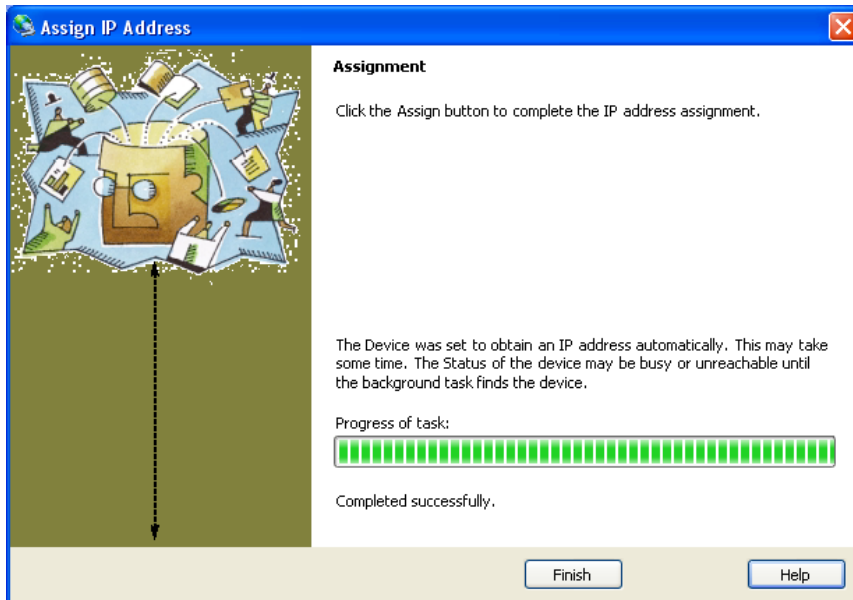 Assign IP Address
Assignment
Click the Assign button to complete the IP address assignment.
The Device was set to obtain an IP address automatically. This may take
some time. The Status of the device may be busy or unreachable until
the background task finds the device.
Progress of task:
Completed successfully.
Finish
Help